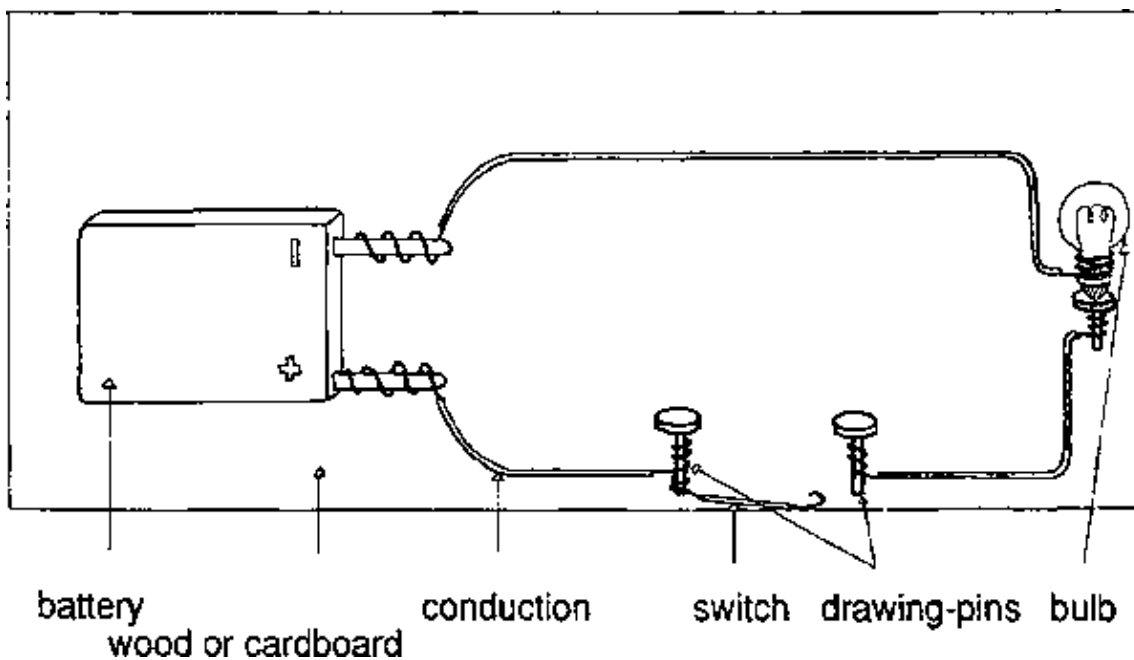 −
+
battery conduction switch drawing-pins bulb
wood or cardboard